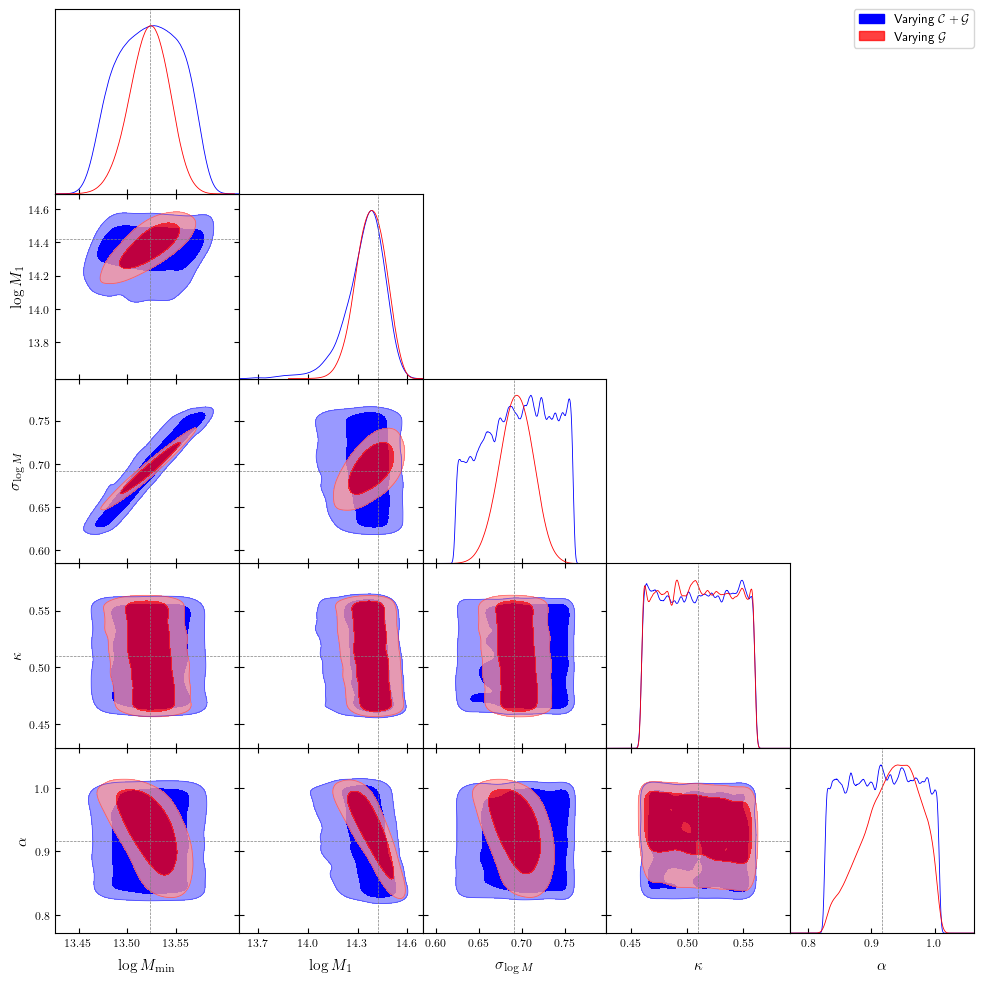 Varying 𝒞 + 𝒢
Varying 𝒢
14.6
14.4
14.2
14.0
13.8
log M₁
0.75
0.70
0.65
0.60
σ_log M
0.55
0.50
0.45
κ
1.0
0.9
0.8
α
13.45 13.50 13.55
13.7 14.0 14.3 14.6
0.60 0.65 0.70 0.75
0.45 0.50 0.55
0.8 0.9 1.0
log M_min
log M₁
σ_log M
κ
α